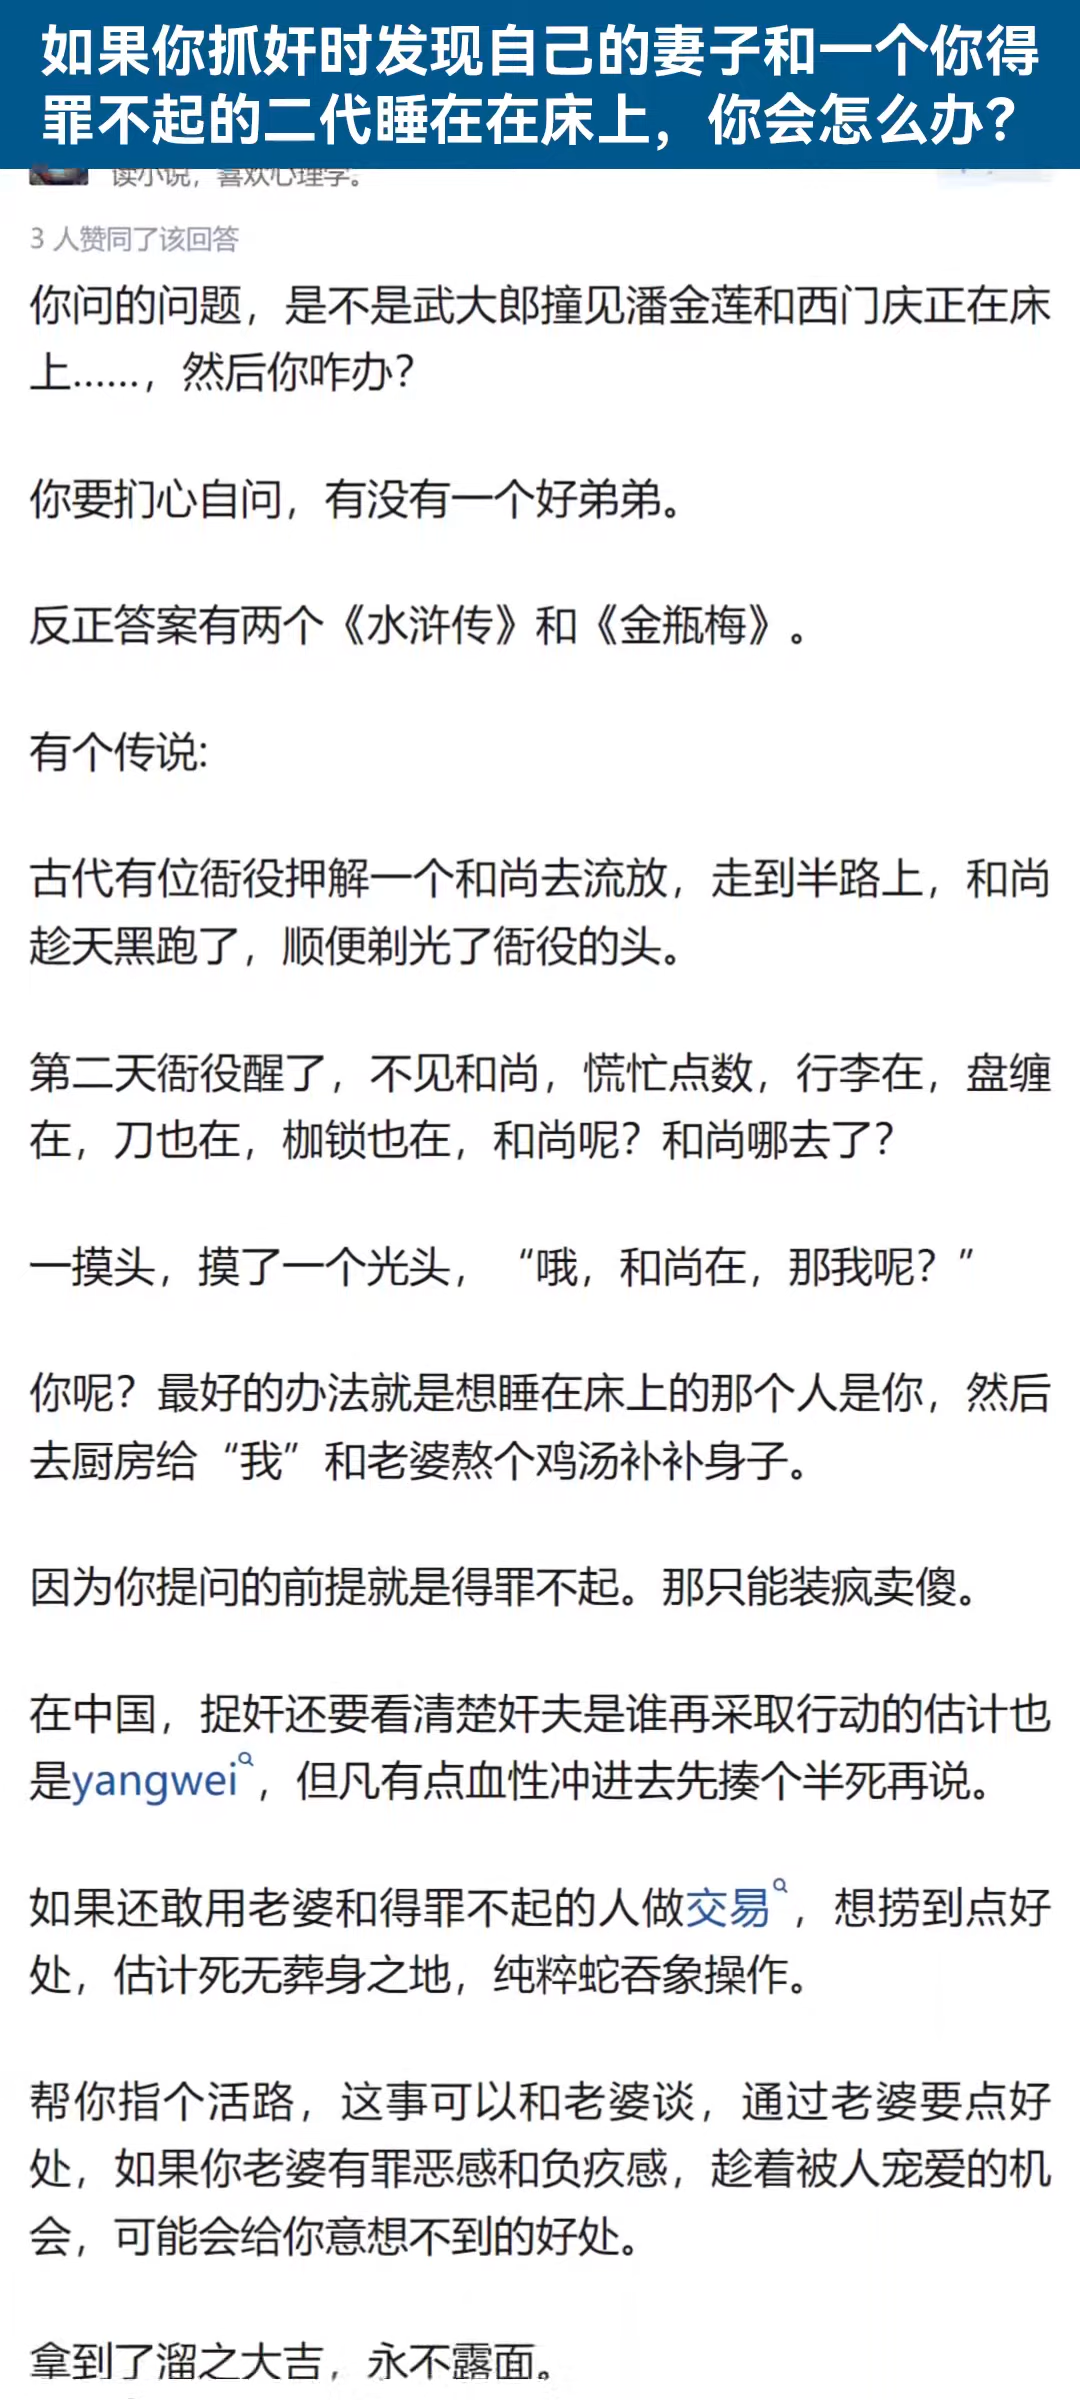 如果你抓奸时发现自己的妻子和一个你得
罪不起的二代睡在在床上，你会怎么办？
读小说，喜欢心理学。
3 人赞同了该回答
你问的问题，是不是武大郎撞见潘金莲和西门庆正在床
上……，然后你咋办？
你要扪心自问，有没有一个好弟弟。
反正答案有两个《水浒传》和《金瓶梅》。
有个传说:
古代有位衙役押解一个和尚去流放，走到半路上，和尚
趁天黑跑了，顺便剃光了衙役的头。
第二天衙役醒了，不见和尚，慌忙点数，行李在，盘缠
在，刀也在，枷锁也在，和尚呢？和尚哪去了？
一摸头，摸了一个光头，“哦，和尚在，那我呢？”
你呢？最好的办法就是想睡在床上的那个人是你，然后
去厨房给“我”和老婆熬个鸡汤补补身子。
因为你提问的前提就是得罪不起。那只能装疯卖傻。
在中国，捉奸还要看清楚奸夫是谁再采取行动的估计也
是yangwei，但凡有点血性冲进去先揍个半死再说。
如果还敢用老婆和得罪不起的人做交易，想捞到点好
处，估计死无葬身之地，纯粹蛇吞象操作。
帮你指个活路，这事可以和老婆谈，通过老婆要点好
处，如果你老婆有罪恶感和负疚感，趁着被人宠爱的机
会，可能会给你意想不到的好处。
拿到了溜之大吉，永不露面。